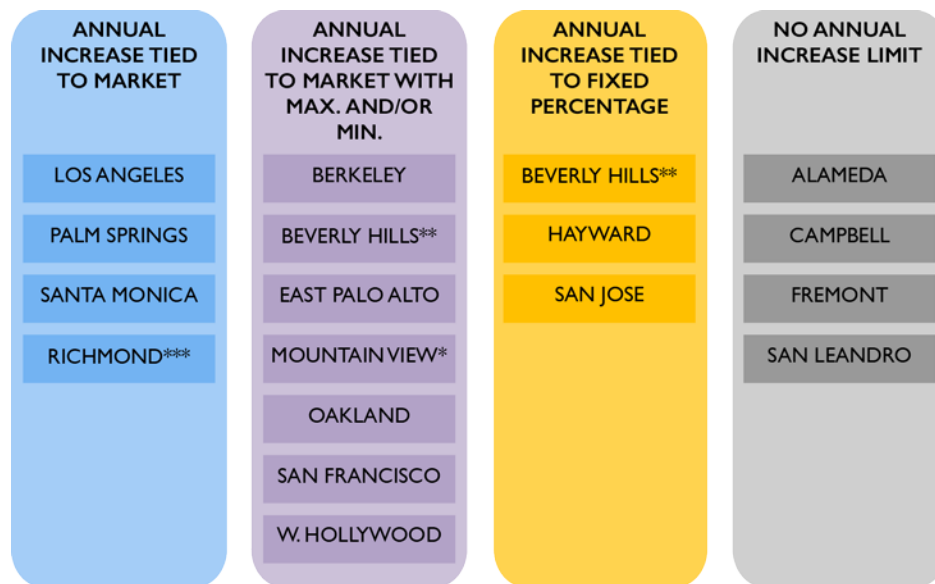 ANNUAL
INCREASE TIED
TO MARKET
LOS ANGELES
PALM SPRINGS
SANTA MONICA
RICHMOND***
ANNUAL
INCREASE TIED
TO MARKET WITH
MAX. AND/OR
MIN.
BERKELEY
BEVERLY HILLS**
EAST PALO ALTO
MOUNTAIN VIEW*
OAKLAND
SAN FRANCISCO
W. HOLLYWOOD
ANNUAL
INCREASE TIED
TO FIXED
PERCENTAGE
BEVERLY HILLS**
HAYWARD
SAN JOSE
NO ANNUAL
INCREASE LIMIT
ALAMEDA
CAMPBELL
FREMONT
SAN LEANDRO